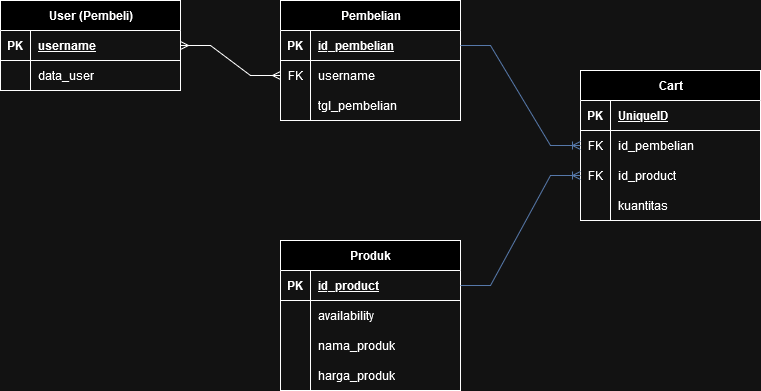 User (Pembeli)
PK username
data_user
Pembelian
PK id_pembelian
FK username
tgl_pembelian
Cart
PK UniqueID
FK id_pembelian
FK id_product
kuantitas
Produk
PK id_product
availability
nama_produk
harga_produk